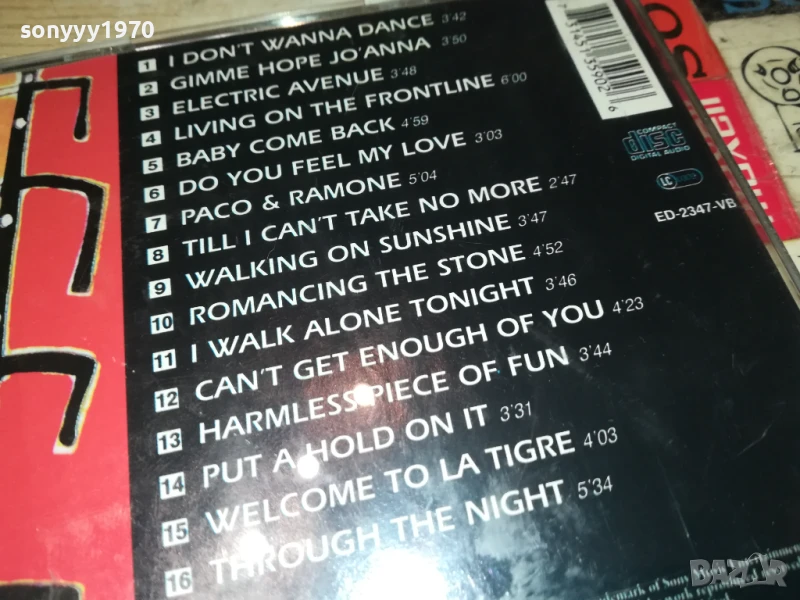 sonyyy1970
1 I DON'T WANNA DANCE 3'42
2 GIMME HOPE JO'ANNA 3'50
3 ELECTRIC AVENUE 3'48
4 LIVING ON THE FRONTLINE 6'00
5 BABY COME BACK 4'59
6 DO YOU FEEL MY LOVE 3'03
7 PACO & RAMONE 5'04
8 TILL I CAN'T TAKE NO MORE 2'47
9 WALKING ON SUNSHINE 3'47
10 ROMANCING THE STONE 4'52
11 I WALK ALONE TONIGHT 3'46
12 CAN'T GET ENOUGH OF YOU 4'23
13 HARMLESS PIECE OF FUN 3'44
14 PUT A HOLD ON IT 3'31
15 WELCOME TO LA TIGRE 4'03
16 THROUGH THE NIGHT 5'34
COMPACT
disc
DIGITAL AUDIO
LC
ED-2347-VB
BAZAR.BG